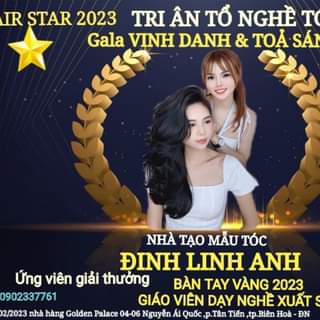 AIR STAR 2023
TRI ÂN TỔ NGHỀ TÓ
Gala VINH DANH & TOẢ SÁN
NHÀ TẠO MẪU TÓC
ĐINH LINH ANH
Ứng viên giải thưởng
BÀN TAY VÀNG 2023
0902337761
GIÁO VIÊN DẠY NGHỀ XUẤT S
02/2023 nhà hàng Golden Palace 04-06 Nguyễn Ái Quốc ,p.Tân Tiến, ,tp.Biên Hoà - ĐN